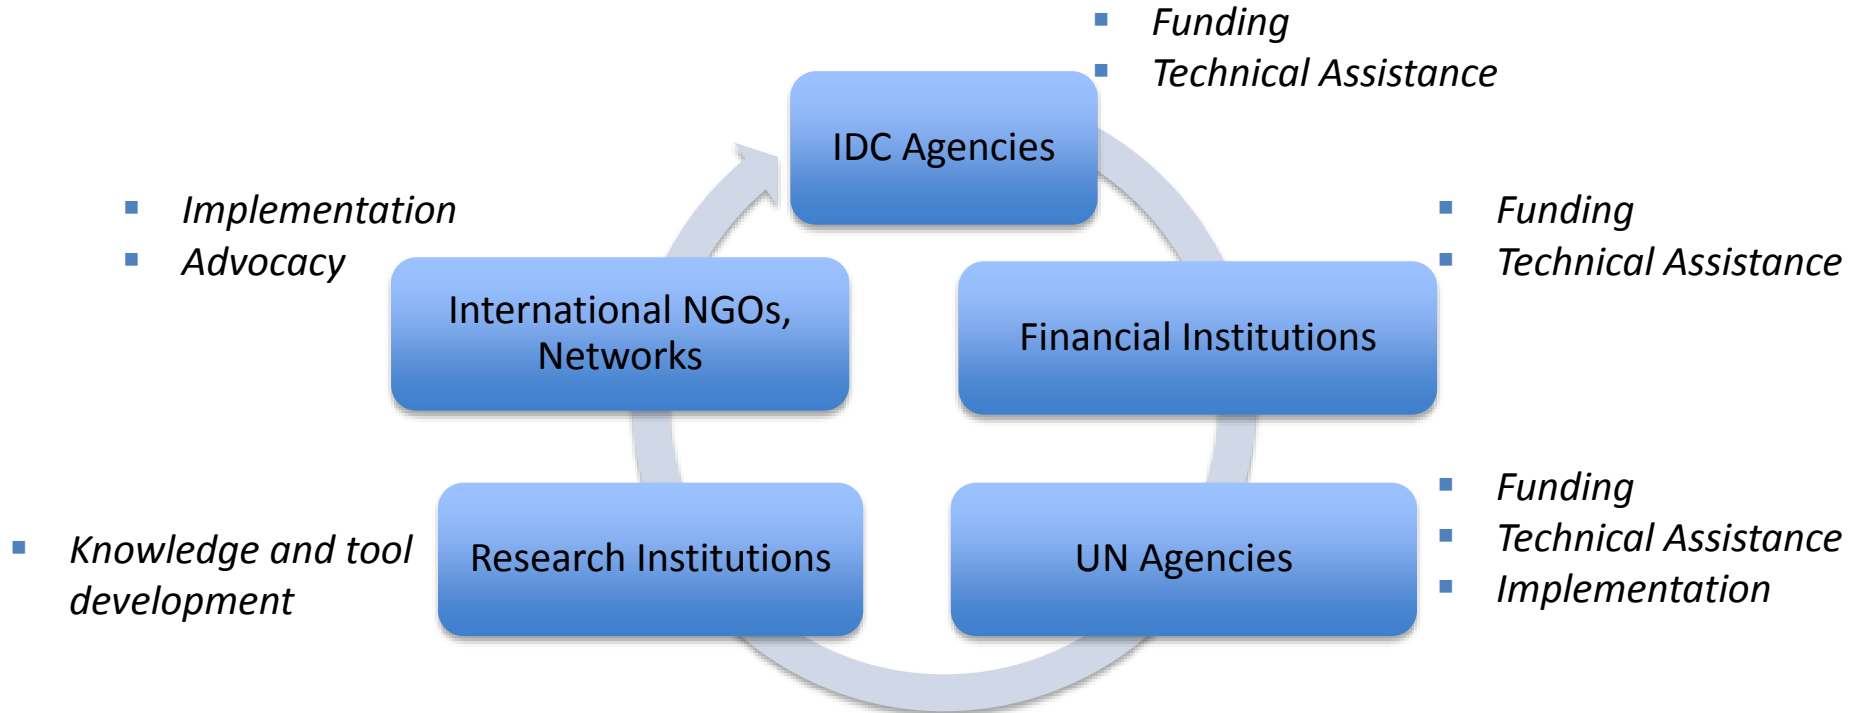 Funding
Technical Assistance
IDC Agencies
Implementation
Advocacy
Funding
Technical Assistance
International NGOs,
Networks
Financial Institutions
Knowledge and tool
development
Research Institutions
UN Agencies
Funding
Technical Assistance
Implementation